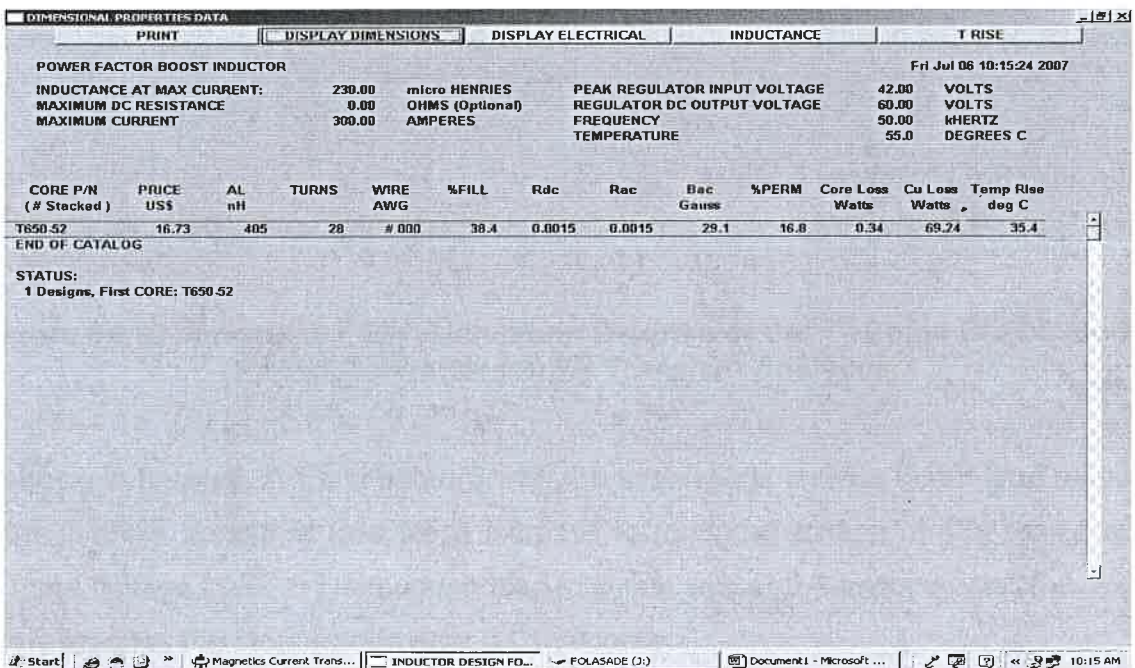 DIMENSIONAL PROPERTIES DATA
PRINT DISPLAY DIMENSIONS DISPLAY ELECTRICAL INDUCTANCE T RISE
POWER FACTOR BOOST INDUCTOR Fri Jul 06 10:15:24 2007
INDUCTANCE AT MAX CURRENT: 230.00 micro HENRIES PEAK REGULATOR INPUT VOLTAGE 42.00 VOLTS
MAXIMUM DC RESISTANCE 0.00 OHMS (Optional) REGULATOR DC OUTPUT VOLTAGE 60.00 VOLTS
MAXIMUM CURRENT 300.00 AMPERES FREQUENCY 50.00 kHERTZ
TEMPERATURE 55.0 DEGREES C
CORE P/N PRICE AL TURNS WIRE %FILL Rdc Rac Bac %PERM Core Loss Cu Loss Temp Rise
(# Stacked) US$ nH AWG Gauss Watts Watts deg C
T650-52 16.73 405 28 # 000 38.4 0.0015 0.0015 29.1 16.8 0.34 69.24 35.4
END OF CATALOG
STATUS:
1 Designs, First CORE: T650-52
Start Magnetics Current Trans... INDUCTOR DESIGN FO... FOLASADE (J:) Document1 - Microsoft ... 10:15 AM